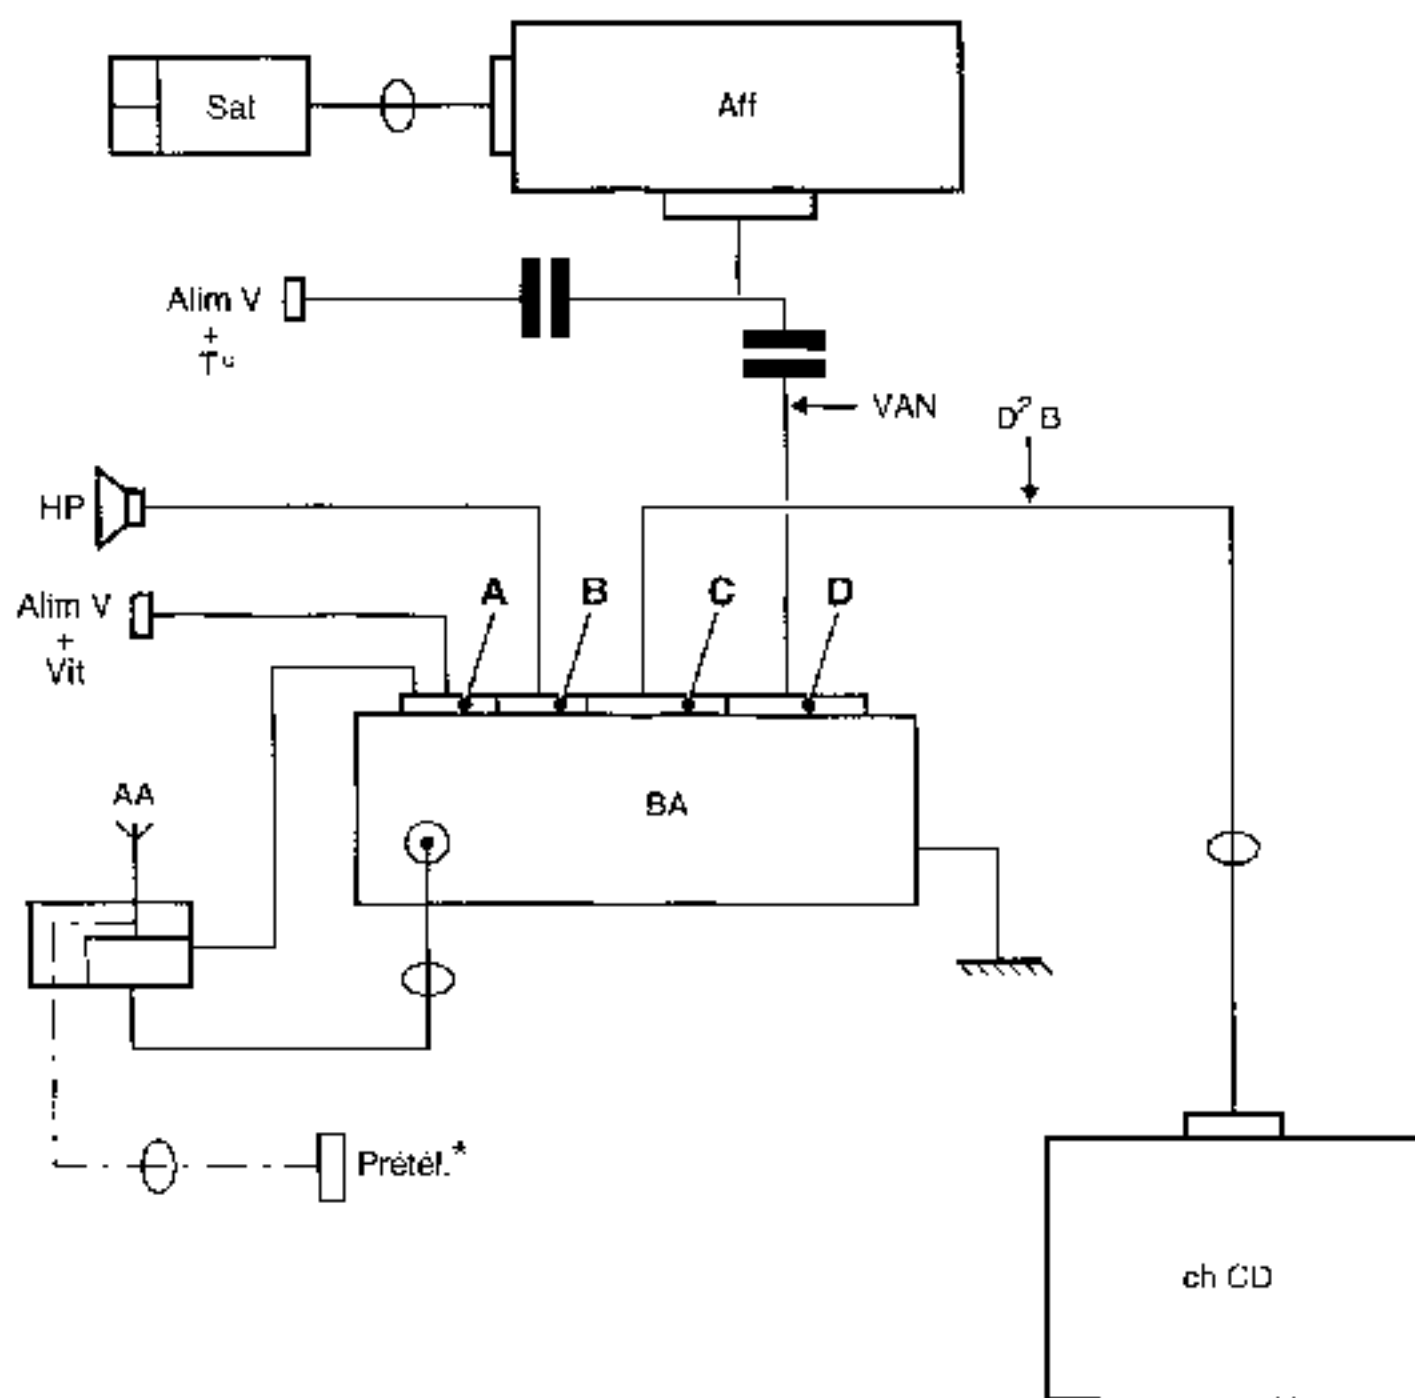 Sat
Aff
Alim V
+
T°
VAN
D² B
HP
A B C D
Alim V
+
Vit
AA
BA
Prétél.*
ch CD